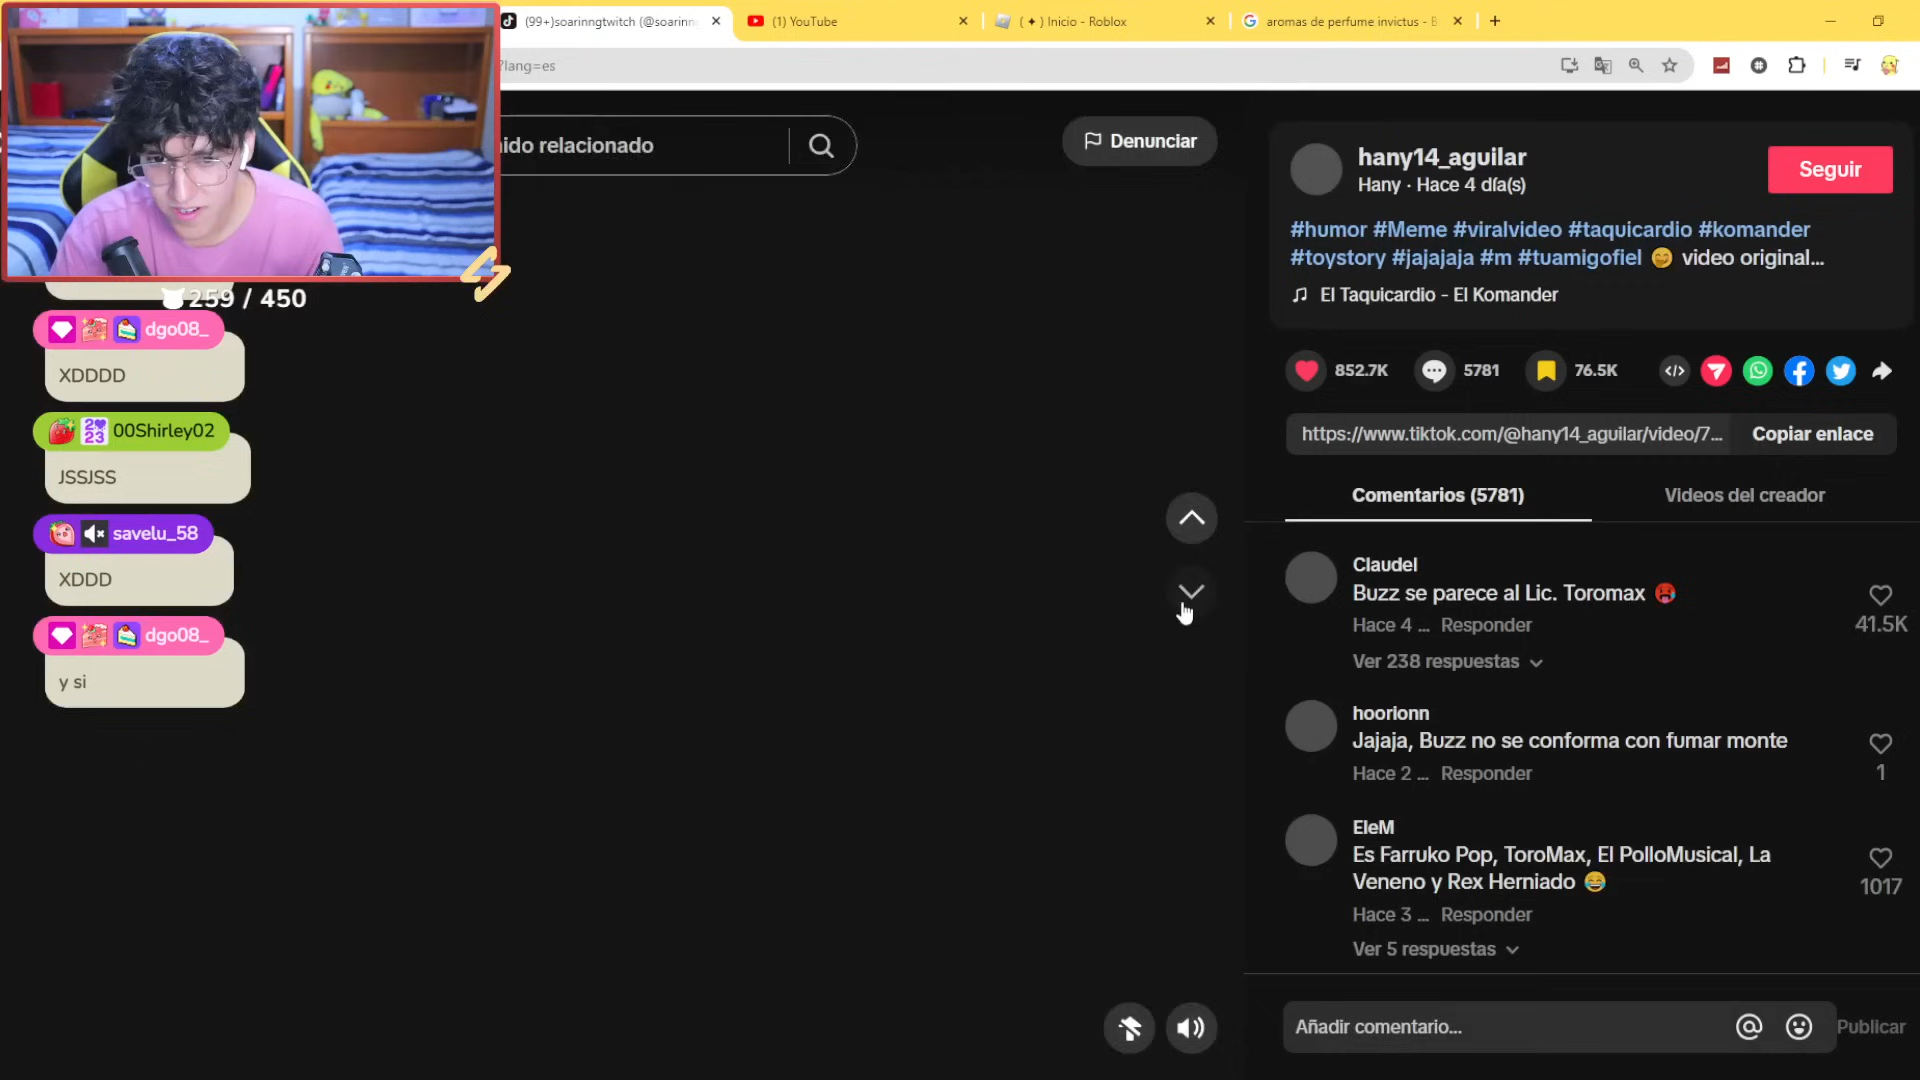 (99+)soarinngtwitch (@soarinn
(1) YouTube
( ✦ ) Inicio - Roblox
aromas de perfume invictus - B
?lang=es
ido relacionado
Denunciar
hany14_aguilar
Hany · Hace 4 día(s)
Seguir
#humor #Meme #viralvideo #taquicardio #komander
#toystory #jajajaja #m #tuamigofiel 😄 video original...
El Taquicardio - El Komander
852.7K
5781
76.5K
https://www.tiktok.com/@hany14_aguilar/video/7...
Copiar enlace
Comentarios (5781)
Videos del creador
Claudel
Buzz se parece al Lic. Toromax 🥵
41.5K
Hace 4 ... Responder
Ver 238 respuestas
hoorionn
Jajaja, Buzz no se conforma con fumar monte
1
Hace 2 ... Responder
EleM
Es Farruko Pop, ToroMax, El PolloMusical, La
Veneno y Rex Herniado 😂
1017
Hace 3 ... Responder
Ver 5 respuestas
Añadir comentario...
Publicar
259 / 450
dgo08_
XDDDD
2023
00Shirley02
JSSJSS
savelu_58
XDDD
dgo08_
y si